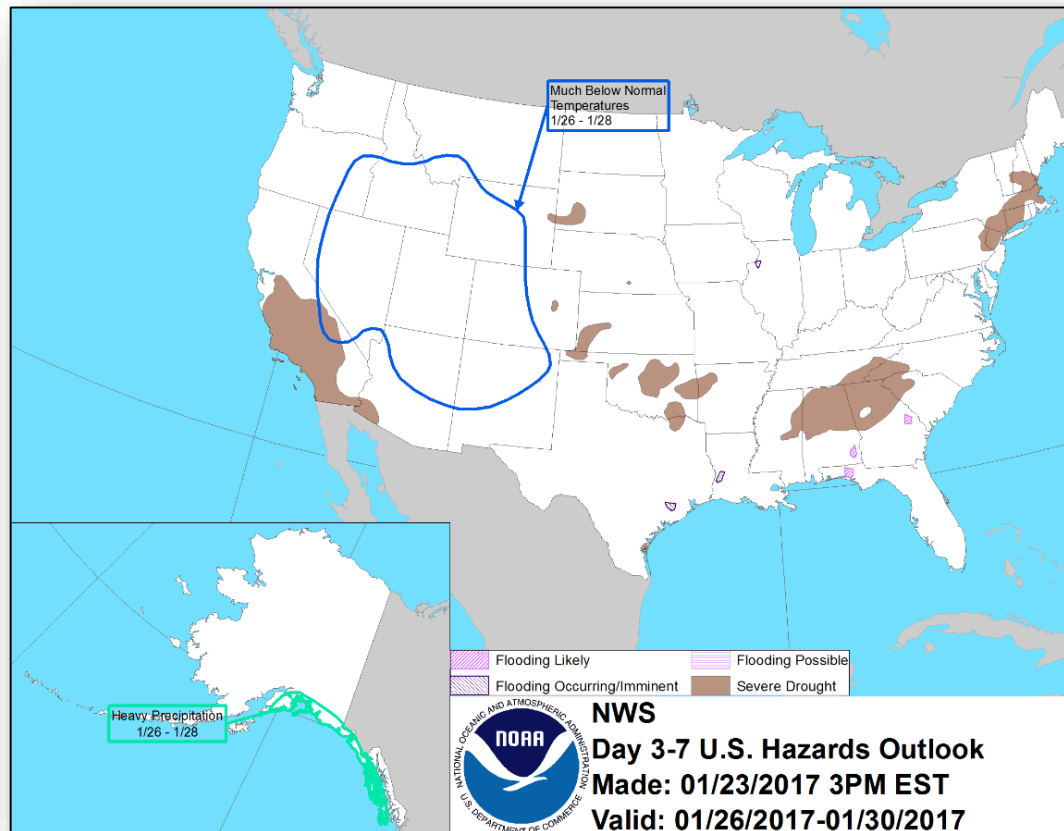 Much Below Normal
Temperatures
1/26 - 1/28
Heavy Precipitation
1/26 - 1/28
Flooding Likely
Flooding Possible
Flooding Occurring/Imminent
Severe Drought
NATIONAL OCEANIC AND ATMOSPHERIC ADMINISTRATION
NOAA
U.S. DEPARTMENT OF COMMERCE
NWS
Day 3-7 U.S. Hazards Outlook
Made: 01/23/2017 3PM EST
Valid: 01/26/2017-01/30/2017